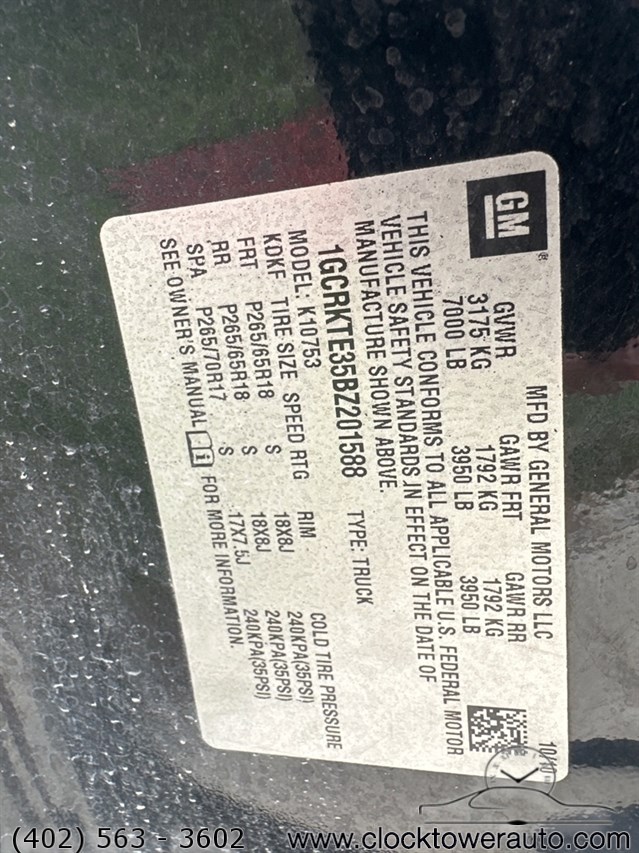 GM
MFD BY GENERAL MOTORS LLC 10/10
GVWR GAWR FRT GAWR RR
3175 KG 1792 KG 1792 KG
7000 LB 3950 LB 3950 LB
THIS VEHICLE CONFORMS TO ALL APPLICABLE U.S. FEDERAL MOTOR
VEHICLE SAFETY STANDARDS IN EFFECT ON THE DATE OF
MANUFACTURE SHOWN ABOVE.
1GCRKTE35BZ201588 TYPE: TRUCK
MODEL: K10753 COLD TIRE PRESSURE
KDKF TIRE SIZE SPEED RTG RIM
FRT P265/65R18 S 18X8J 240KPA(35PSI)
RR P265/65R18 S 18X8J 240KPA(35PSI)
SPA P265/70R17 S 17X7.5J 240KPA(35PSI)
SEE OWNER'S MANUAL FOR MORE INFORMATION.
(402) 563 - 3602 www.clocktowerauto.com